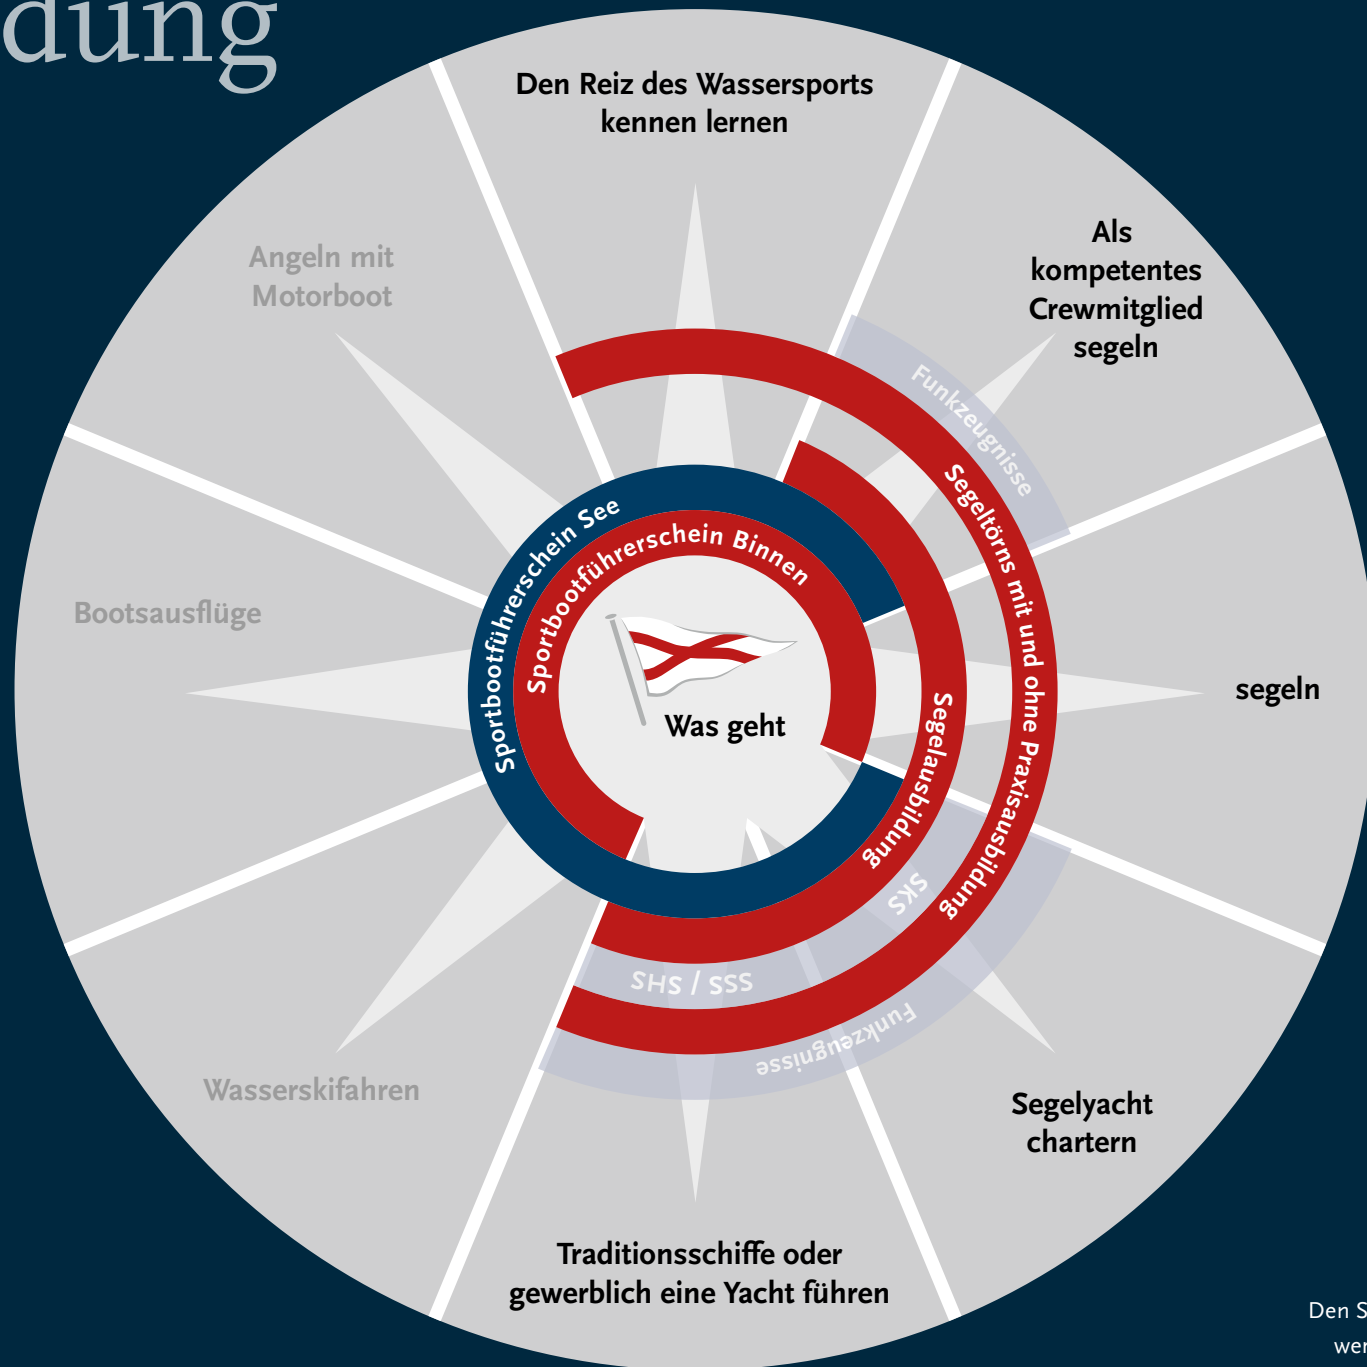 dung
Den Reiz des Wassersports
kennen lernen
Als
kompetentes
Crewmitglied
segeln
Angeln mit
Motorboot
Funkzeugnisse
Segeltörns mit und ohne Praxisausbildung
Sportbootführerschein See
Sportbootführerschein Binnen
Bootsausflüge
segeln
Was geht
Segelausbildung
SKS
SSS / SHS
Funkzeugnisse
Wasserskifahren
Segelyacht
chartern
Traditionsschiffe oder
gewerblich eine Yacht führen
Den S
wer